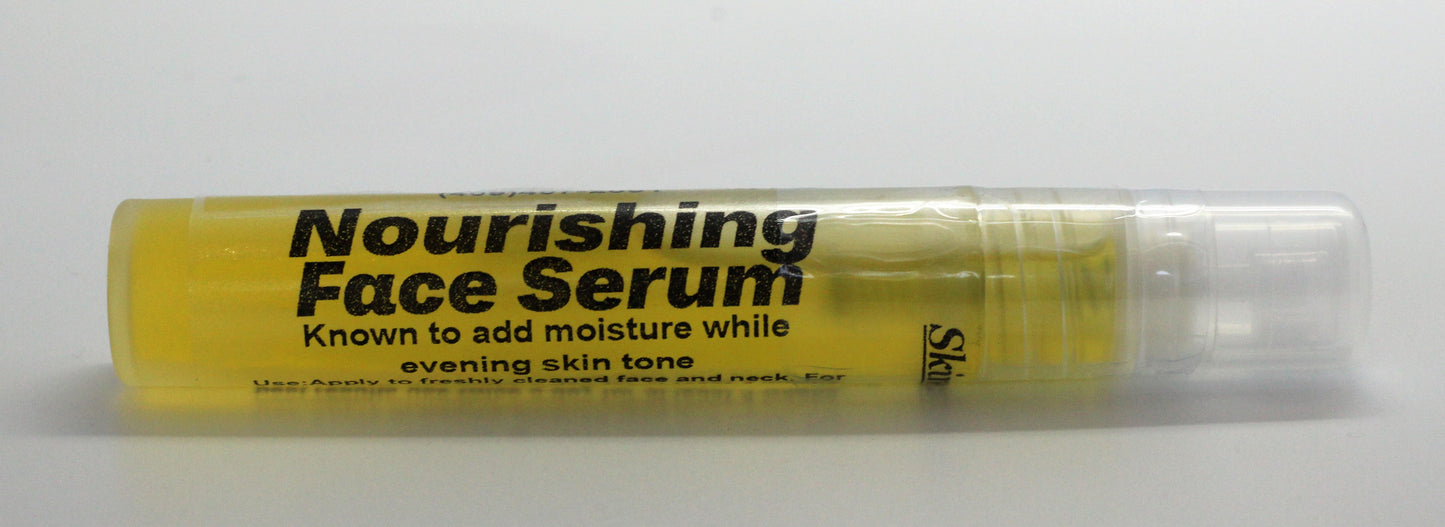 Nourishing
Face Serum
Known to add moisture while
evening skin tone
Use:Apply to freshly cleaned face and neck. For